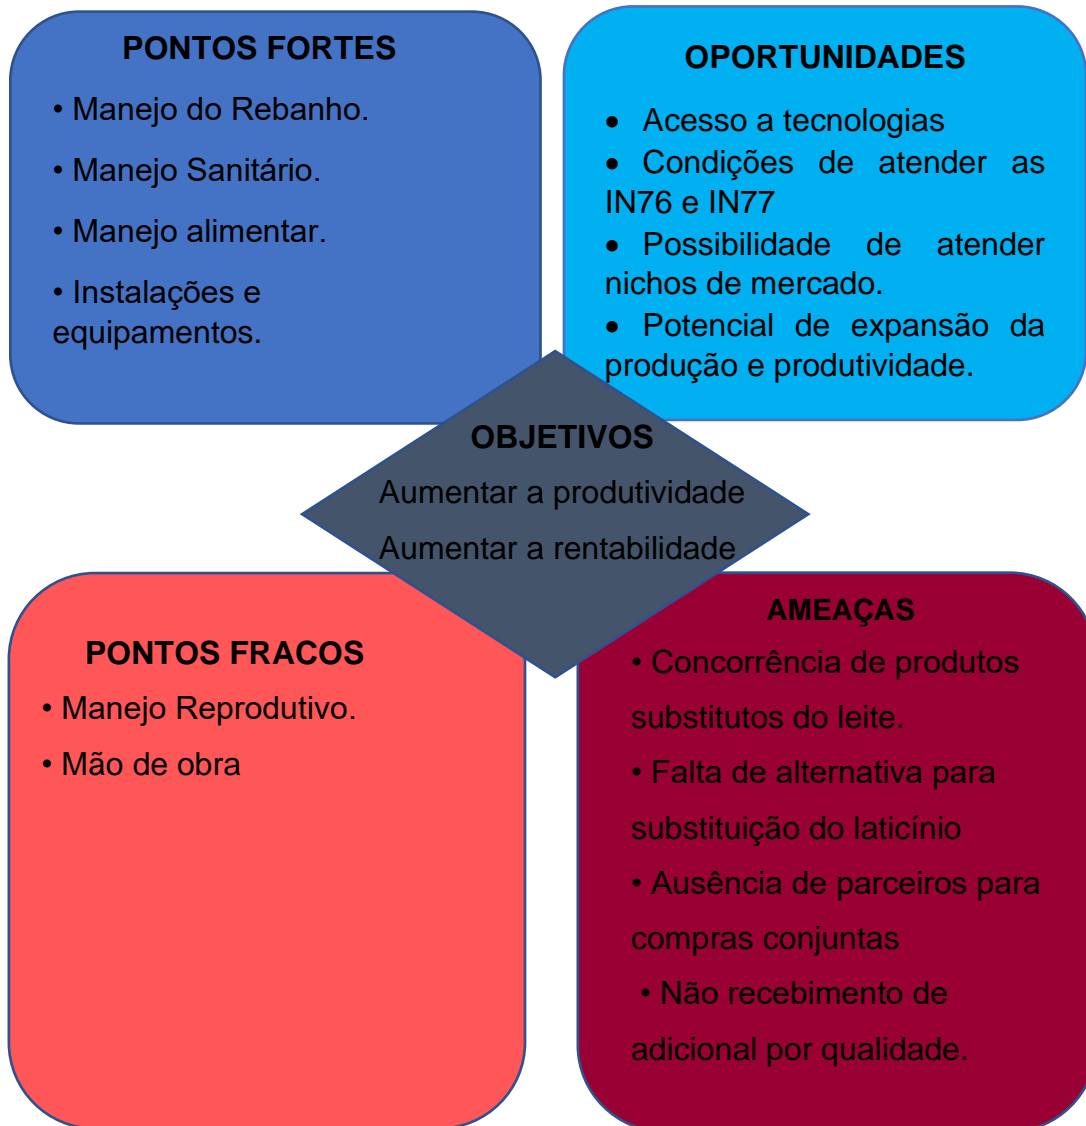 PONTOS FORTES
• Manejo do Rebanho.
• Manejo Sanitário.
• Manejo alimentar.
• Instalações e
equipamentos.
OPORTUNIDADES
• Acesso a tecnologias
• Condições de atender as
IN76 e IN77
• Possibilidade de atender
nichos de mercado.
• Potencial de expansão da
produção e produtividade.
OBJETIVOS
Aumentar a produtividade
Aumentar a rentabilidade
PONTOS FRACOS
• Manejo Reprodutivo.
• Mão de obra
AMEAÇAS
• Concorrência de produtos
substitutos do leite.
• Falta de alternativa para
substituição do laticínio
• Ausência de parceiros para
compras conjuntas
• Não recebimento de
adicional por qualidade.